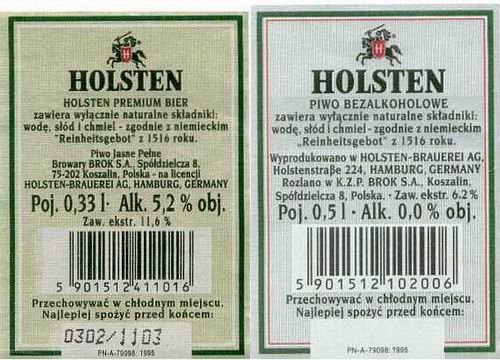 HOLSTEN
HOLSTEN PREMIUM BIER
zawiera wyłącznie naturalne składniki:
wodę, słód i chmiel - zgodnie z niemieckim
"Reinheitsgebot" z 1516 roku.
Piwo Jasne Pełne
Browary BROK S.A., Spółdzielcza 8,
75-202 Koszalin, Polska - na licencji
HOLSTEN-BRAUEREI AG, HAMBURG, GERMANY
Poj. 0,33 l · Alk. 5,2 % obj.
Zaw. ekstr. 11,6 %
5 901512 411016
Przechowywać w chłodnym miejscu.
Najlepiej spożyć przed końcem:
0302/1103
PN-A-79098: 1995
HOLSTEN
PIWO BEZALKOHOLOWE
zawiera wyłącznie naturalne składniki:
wodę, słód i chmiel - zgodnie z niemieckim
„Reinheitsgebot" z 1516 roku.
Wyprodukowano w HOLSTEN-BRAUEREI AG,
Holstenstraße 224, HAMBURG, GERMANY
Rozlano w K.Z.P. BROK S.A., Koszalin,
Spółdzielcza 8, Polska. · Zaw. ekstr. 6.2 %
Poj. 0,5 l · Alk. 0,0 % obj.
5 901512 102006
Przechowywać w chłodnym miejscu.
Najlepiej spożyć przed końcem:
PN-A-79098: 1995